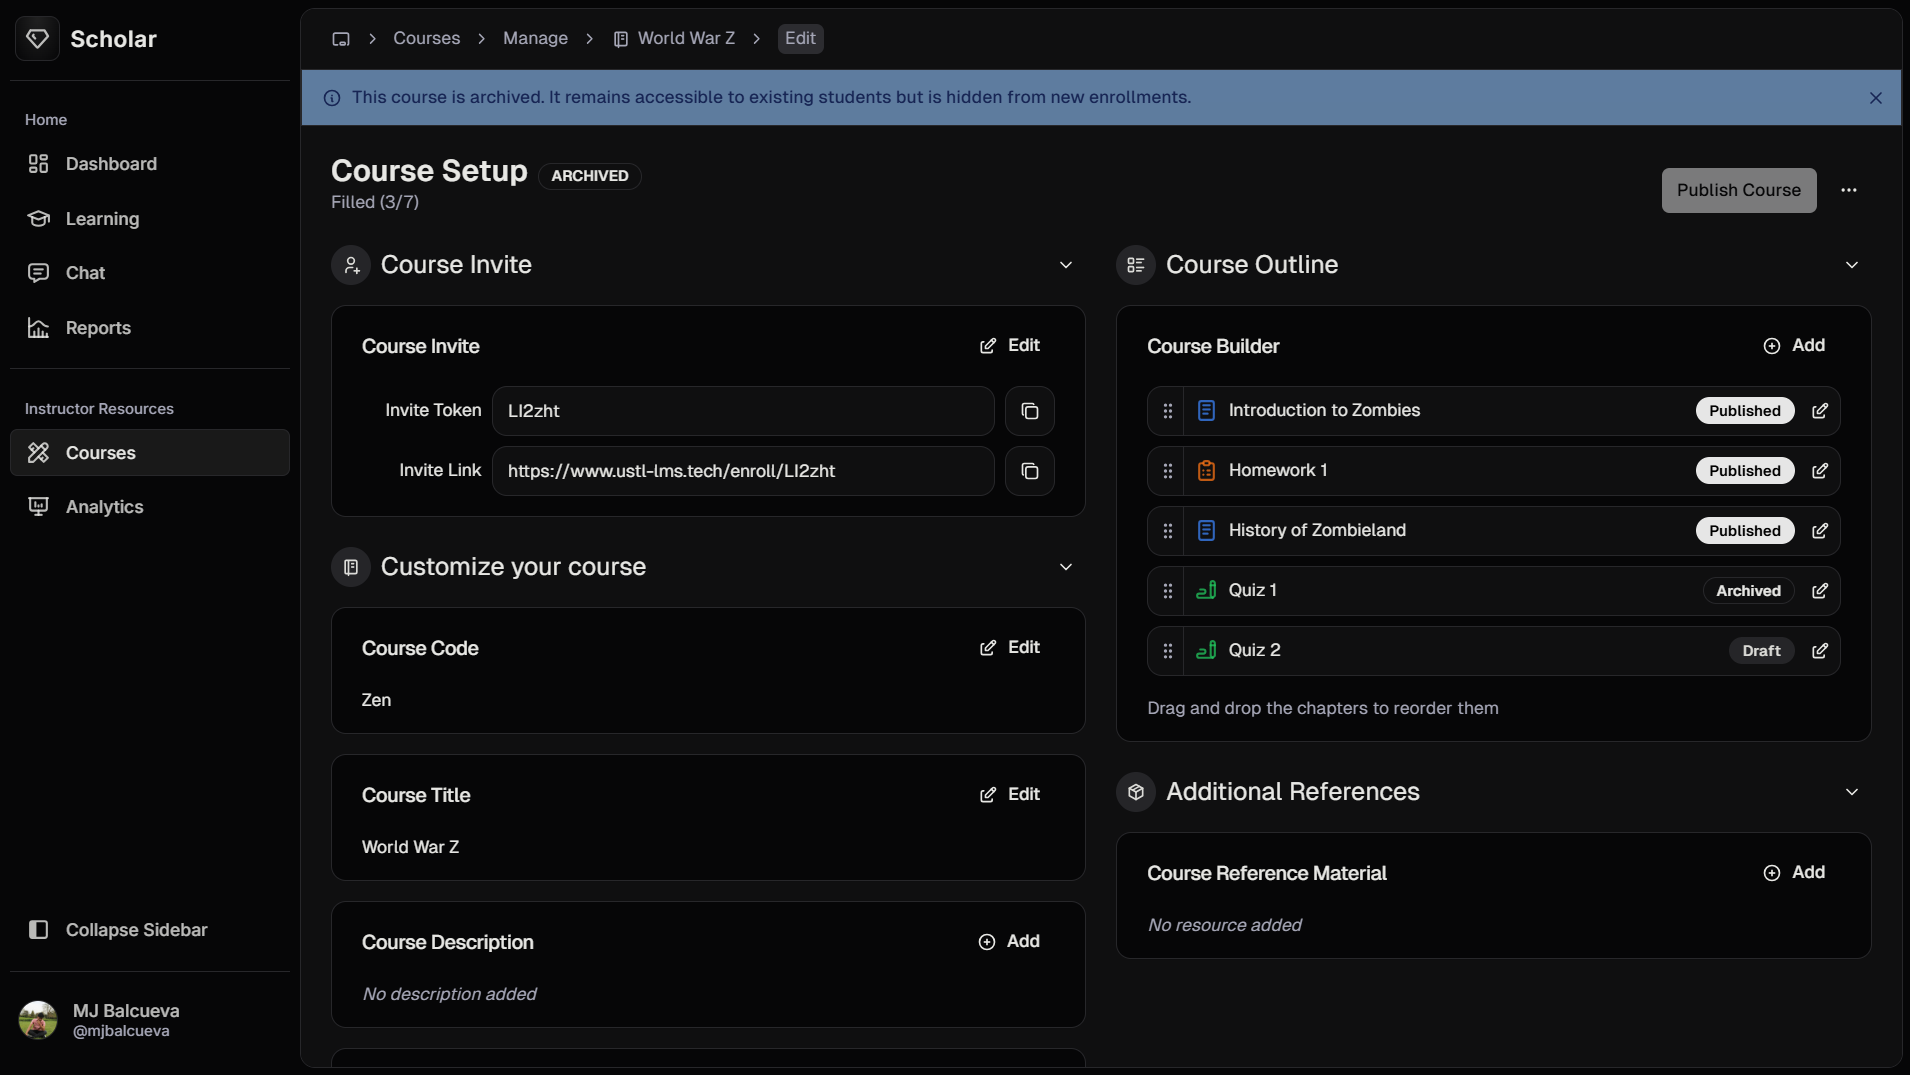 Scholar
Courses
Manage
World War Z
Edit
This course is archived. It remains accessible to existing students but is hidden from new enrollments.
Home
Dashboard
Learning
Chat
Reports
Instructor Resources
Courses
Analytics
Collapse Sidebar
MJ Balcueva
@mjbalcueva
Course Setup
ARCHIVED
Filled (3/7)
Publish Course
Course Invite
Course Invite
Edit
Invite Token
LI2zht
Invite Link
https://www.ustl-lms.tech/enroll/LI2zht
Customize your course
Course Code
Edit
Zen
Course Title
Edit
World War Z
Course Description
Add
No description added
Course Outline
Course Builder
Add
Introduction to Zombies
Published
Homework 1
Published
History of Zombieland
Published
Quiz 1
Archived
Quiz 2
Draft
Drag and drop the chapters to reorder them
Additional References
Course Reference Material
Add
No resource added